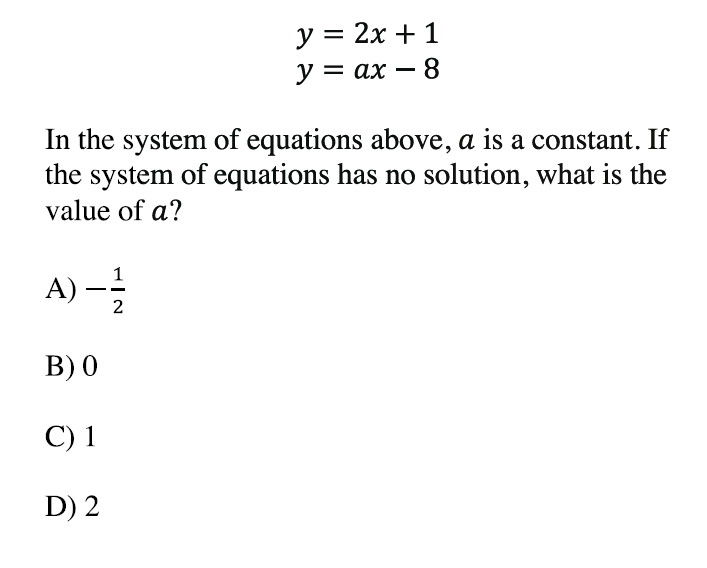 y = 2x + 1
y = ax − 8
In the system of equations above, a is a constant. If
the system of equations has no solution, what is the
value of a?
A) −1/2
B) 0
C) 1
D) 2